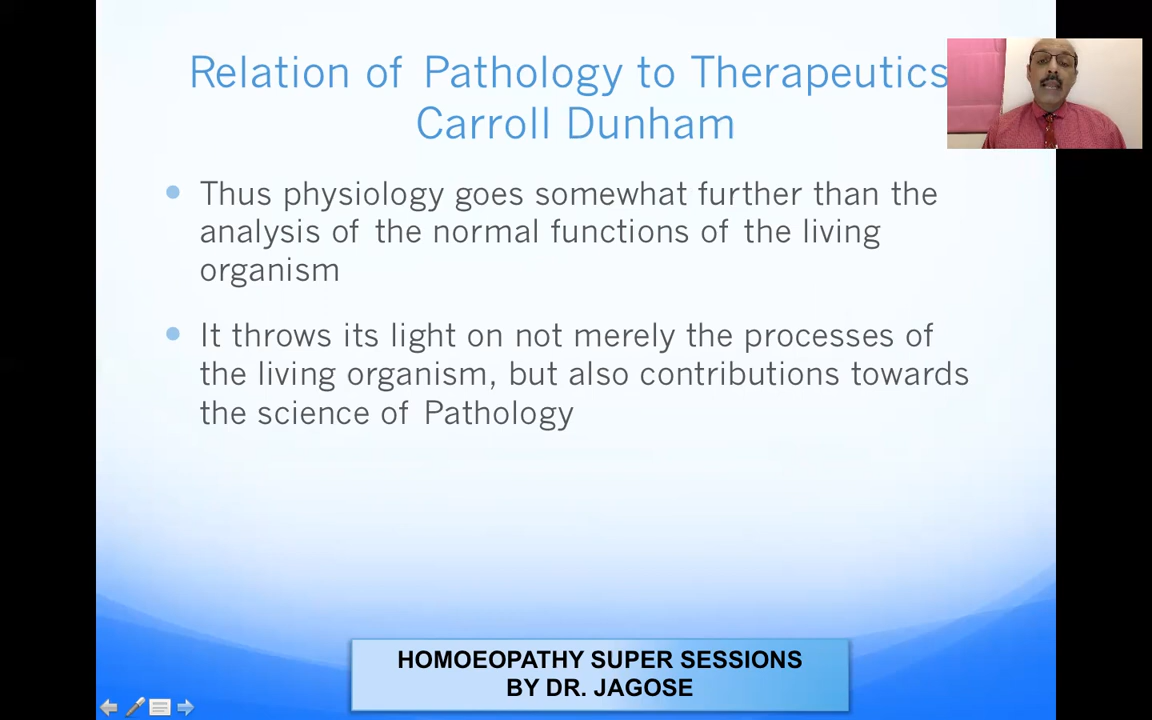 Relation of Pathology to Therapeutics
Carroll Dunham
Thus physiology goes somewhat further than the
analysis of the normal functions of the living
organism
It throws its light on not merely the processes of
the living organism, but also contributions towards
the science of Pathology
HOMOEOPATHY SUPER SESSIONS
BY DR. JAGOSE